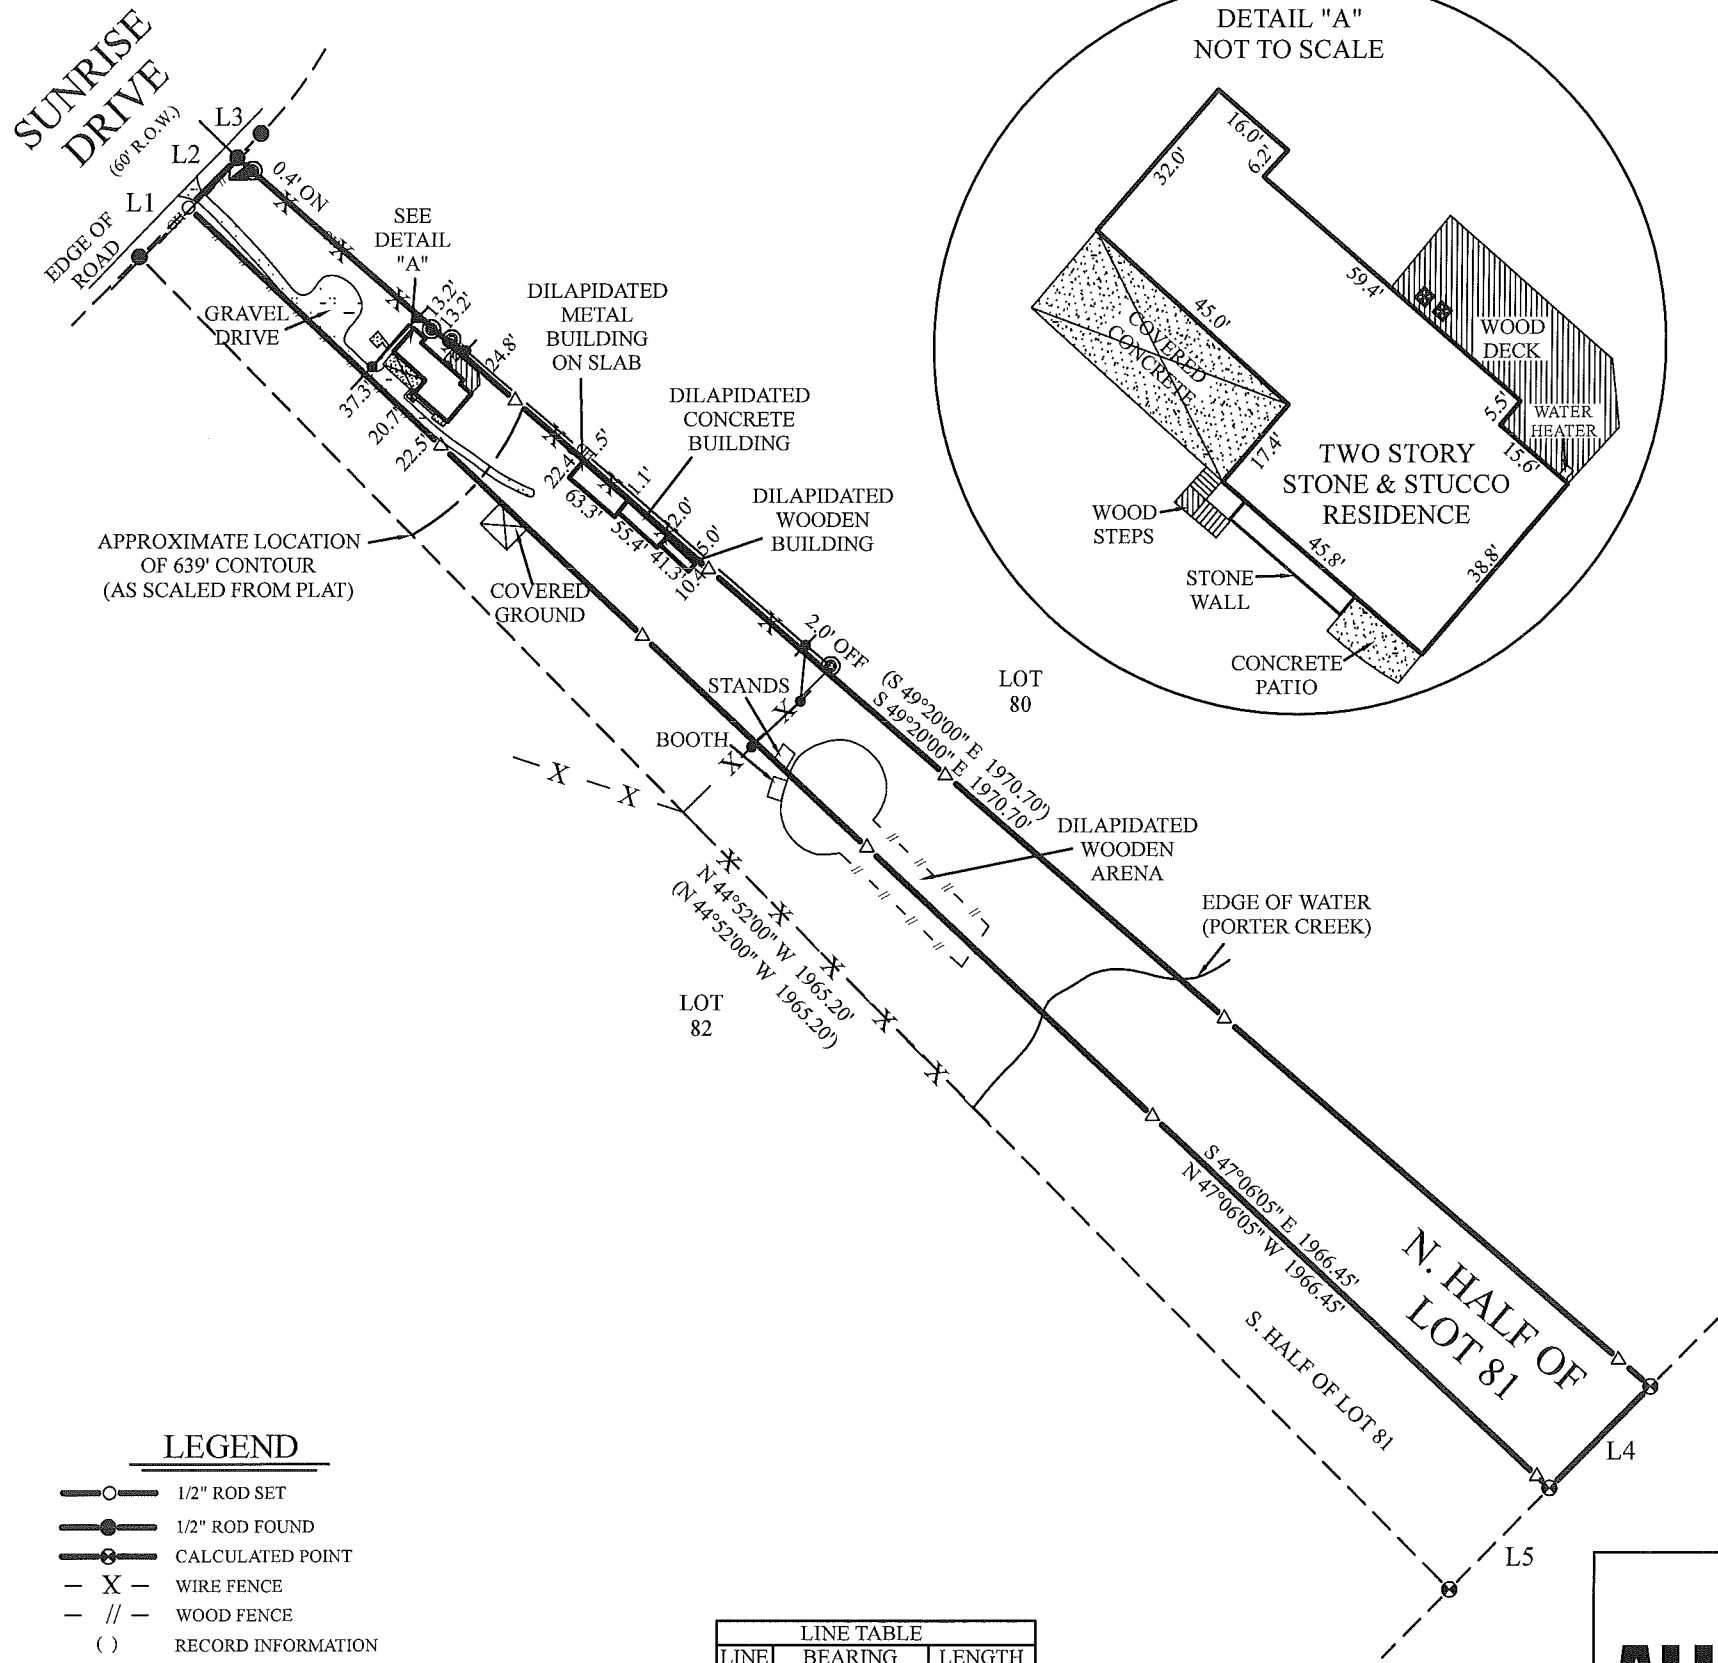 SUNRISE
DRIVE
(60' R.O.W.)
L3
L2
L1
EDGE OF
ROAD
0.4' ON
SEE
DETAIL
"A"
GRAVEL
DRIVE
13.2'
13.2'
24.8'
37.3'
20.7'
22.5'
DILAPIDATED
METAL
BUILDING
ON SLAB
DILAPIDATED
CONCRETE
BUILDING
DILAPIDATED
WOODEN
BUILDING
22.4'
63.3'
1.1'
55.4'
2.0'
41.3'
5.0'
10.4'
APPROXIMATE LOCATION
OF 639' CONTOUR
(AS SCALED FROM PLAT)
COVERED
GROUND
2.0' OFF
STANDS
BOOTH
(S 49°20'00" E 1970.70')
S 49°20'00" E 1970.70'
LOT
80
DILAPIDATED
WOODEN
ARENA
EDGE OF WATER
(PORTER CREEK)
N 44°52'00" W 1965.20'
(N 44°52'00" W 1965.20')
LOT
82
S 47°06'05" E 1966.45'
N 47°06'05" W 1966.45'
N. HALF OF
LOT 81
S. HALF OF LOT 81
L4
L5
DETAIL "A"
NOT TO SCALE
16.0'
6.2'
32.0'
59.4'
45.0'
COVERED
CONCRETE
WOOD
DECK
5.5'
WATER
HEATER
15.6'
17.4'
TWO STORY
STONE & STUCCO
RESIDENCE
WOOD
STEPS
45.8'
38.8'
STONE
WALL
CONCRETE
PATIO
LEGEND
1/2" ROD SET
1/2" ROD FOUND
CALCULATED POINT
— X — WIRE FENCE
— // — WOOD FENCE
( ) RECORD INFORMATION
LINE TABLE
LINE BEARING LENGTH